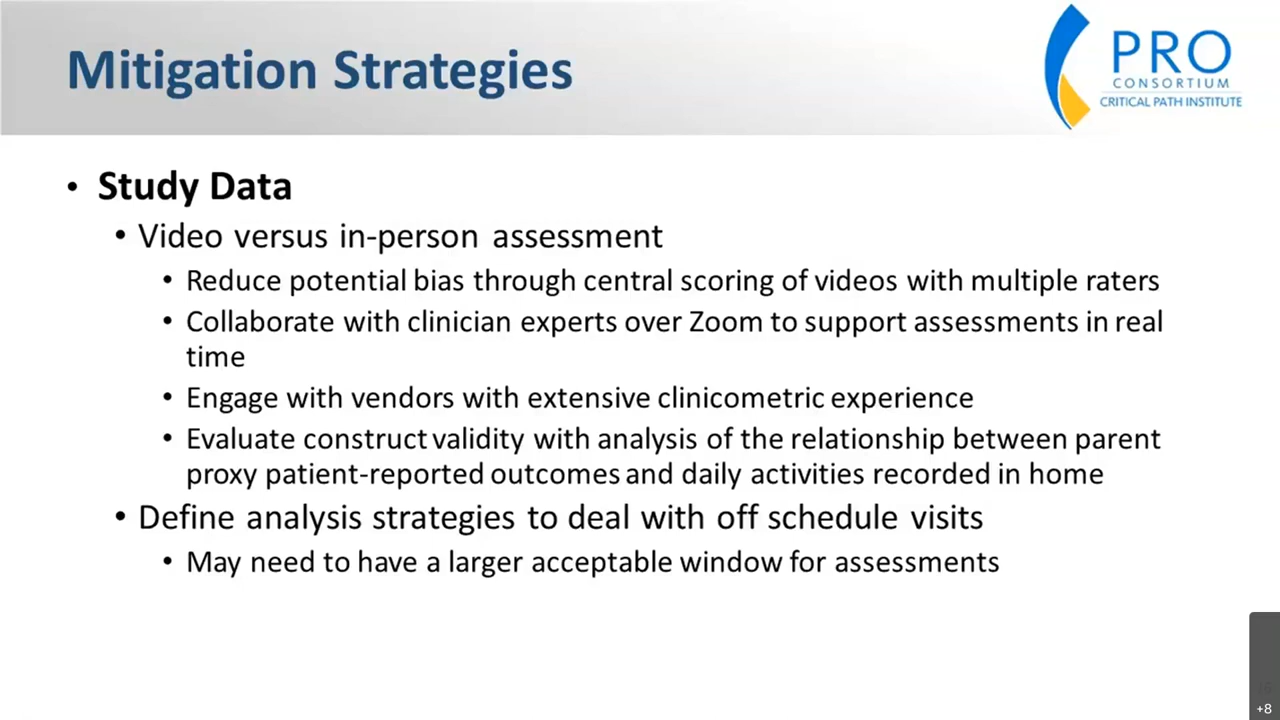 Mitigation Strategies
PRO
CONSORTIUM
CRITICAL PATH INSTITUTE
• Study Data
• Video versus in-person assessment
• Reduce potential bias through central scoring of videos with multiple raters
• Collaborate with clinician experts over Zoom to support assessments in real
time
• Engage with vendors with extensive clinicometric experience
• Evaluate construct validity with analysis of the relationship between parent
proxy patient-reported outcomes and daily activities recorded in home
• Define analysis strategies to deal with off schedule visits
• May need to have a larger acceptable window for assessments
+8